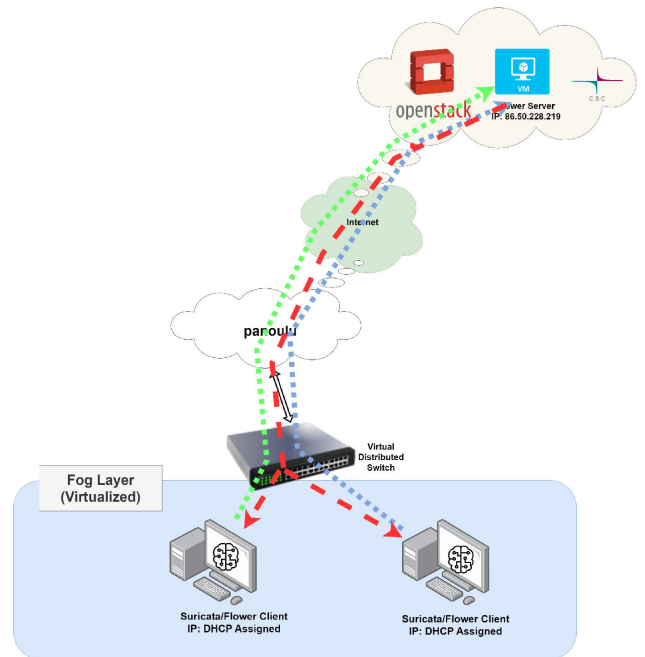 openstack
VM
Flower Server
IP: 86.50.228.219
CSC
Internet
panoulu
Virtual
Distributed
Switch
Fog Layer
(Virtualized)
Suricata/Flower Client
IP: DHCP Assigned
Suricata/Flower Client
IP: DHCP Assigned